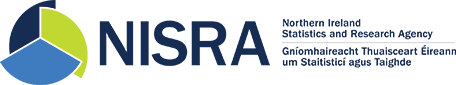 NISRA
Northern Ireland
Statistics and Research Agency
Gníomhaireacht Thuaisceart Éireann
um Staitisticí agus Taighde